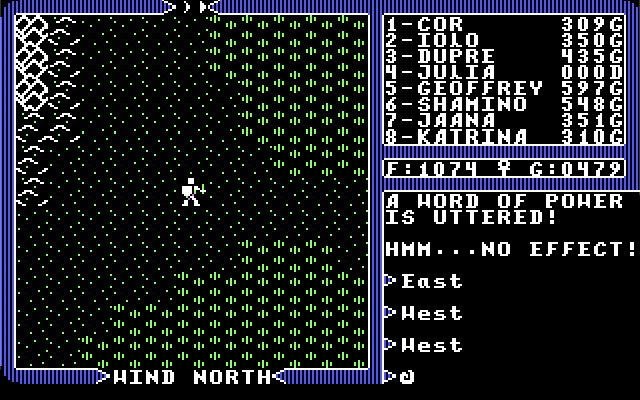 1-COR 309G
2-IOLO 350G
3-DUPRE 435G
4-JULIA 000D
5-GEOFFREY 597G
6-SHAMINO 548G
7-JAANA 351G
8-KATRINA 310G
F:1074 G:0479
A WORD OF POWER
IS UTTERED!
HMM...NO EFFECT!
East
West
West
WIND NORTH